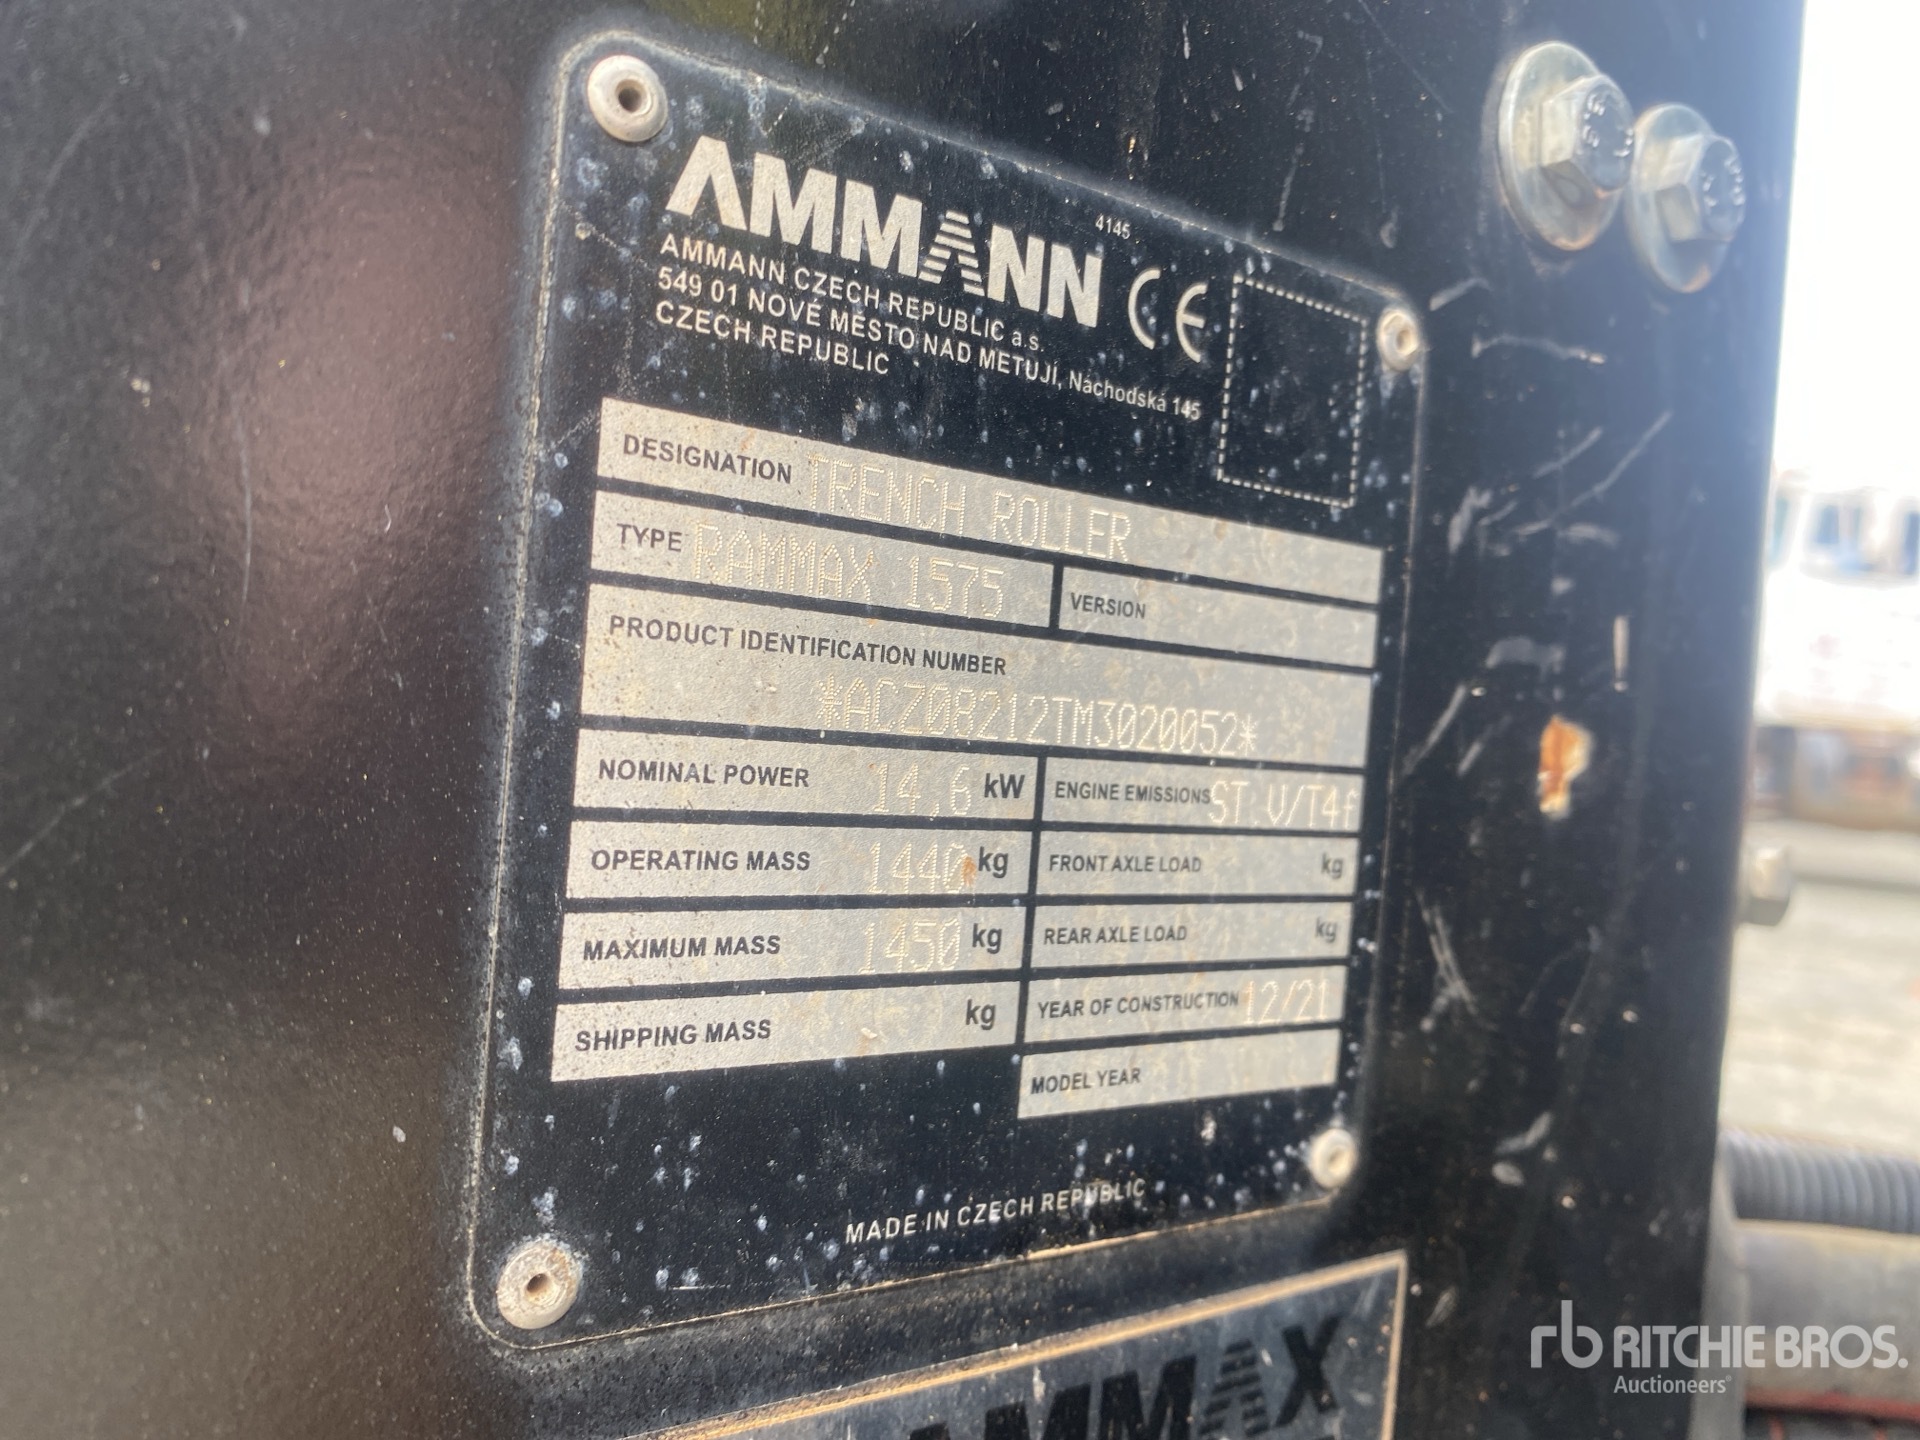 AMMANN
4145
CE
AMMANN CZECH REPUBLIC a.s.
549 01 NOVÉ MĚSTO NAD METUJÍ, Náchodská 145
CZECH REPUBLIC
DESIGNATION TRENCH ROLLER
TYPE RAMMAX 1575 VERSION
PRODUCT IDENTIFICATION NUMBER
*ACZ08212TM3020052*
NOMINAL POWER 14,6 kW ENGINE EMISSIONS ST.V/T4f
OPERATING MASS 1440 kg FRONT AXLE LOAD kg
MAXIMUM MASS 1450 kg REAR AXLE LOAD kg
SHIPPING MASS kg YEAR OF CONSTRUCTION 12/21
MODEL YEAR
MADE IN CZECH REPUBLIC
rb RITCHIE BROS.
Auctioneers